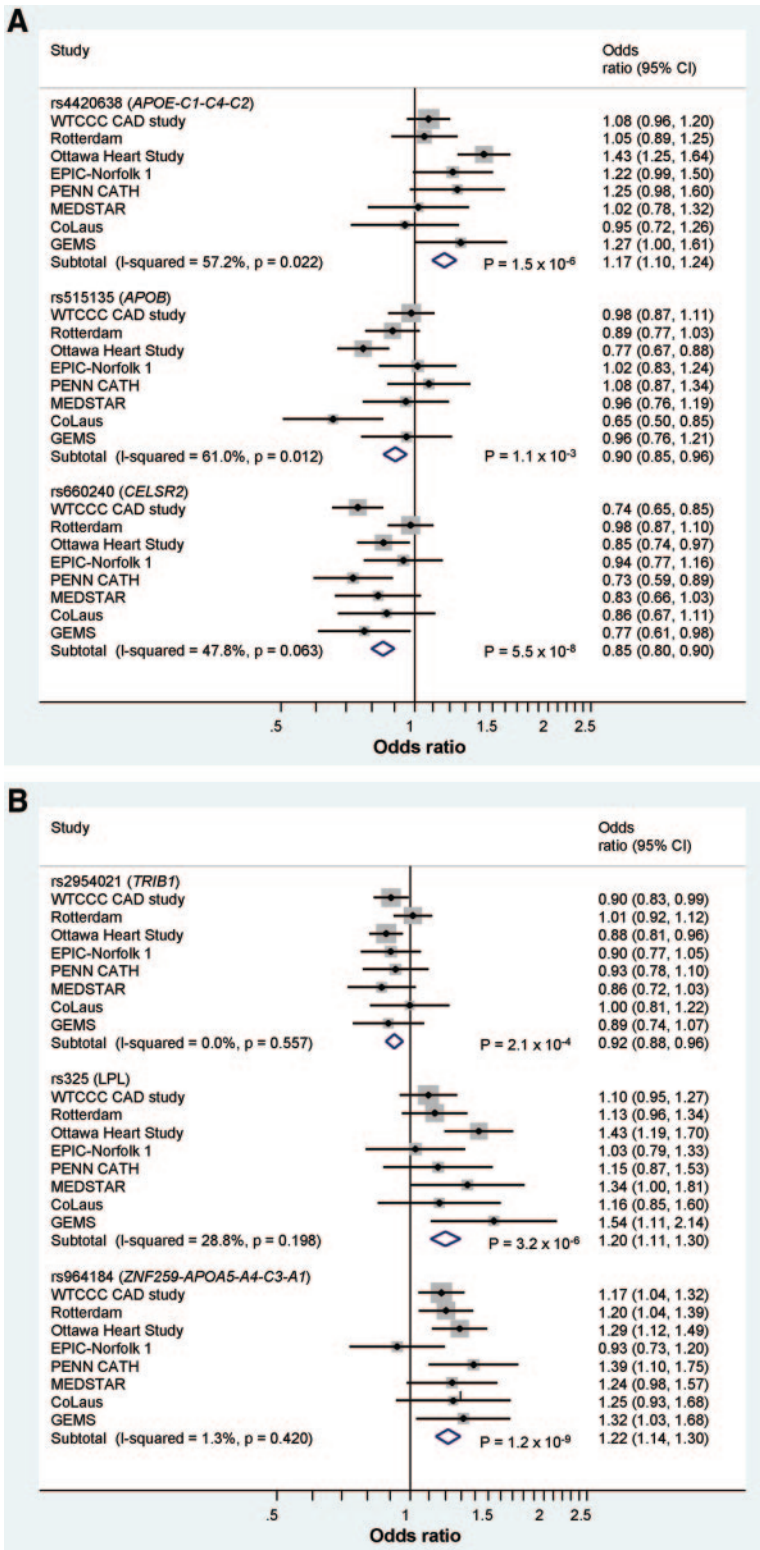 A
Study Odds
ratio (95% CI)
rs4420638 (APOE-C1-C4-C2)
WTCCC CAD study 1.08 (0.96, 1.20)
Rotterdam 1.05 (0.89, 1.25)
Ottawa Heart Study 1.43 (1.25, 1.64)
EPIC-Norfolk 1 1.22 (0.99, 1.50)
PENN CATH 1.25 (0.98, 1.60)
MEDSTAR 1.02 (0.78, 1.32)
CoLaus 0.95 (0.72, 1.26)
GEMS 1.27 (1.00, 1.61)
Subtotal (I-squared = 57.2%, p = 0.022) P = 1.5 x 10-6 1.17 (1.10, 1.24)
rs515135 (APOB)
WTCCC CAD study 0.98 (0.87, 1.11)
Rotterdam 0.89 (0.77, 1.03)
Ottawa Heart Study 0.77 (0.67, 0.88)
EPIC-Norfolk 1 1.02 (0.83, 1.24)
PENN CATH 1.08 (0.87, 1.34)
MEDSTAR 0.96 (0.76, 1.19)
CoLaus 0.65 (0.50, 0.85)
GEMS 0.96 (0.76, 1.21)
Subtotal (I-squared = 61.0%, p = 0.012) P = 1.1 x 10-3 0.90 (0.85, 0.96)
rs660240 (CELSR2)
WTCCC CAD study 0.74 (0.65, 0.85)
Rotterdam 0.98 (0.87, 1.10)
Ottawa Heart Study 0.85 (0.74, 0.97)
EPIC-Norfolk 1 0.94 (0.77, 1.16)
PENN CATH 0.73 (0.59, 0.89)
MEDSTAR 0.83 (0.66, 1.03)
CoLaus 0.86 (0.67, 1.11)
GEMS 0.77 (0.61, 0.98)
Subtotal (I-squared = 47.8%, p = 0.063) P = 5.5 x 10-8 0.85 (0.80, 0.90)
.5 1 1.5 2 2.5
Odds ratio
B
Study Odds
ratio (95% CI)
rs2954021 (TRIB1)
WTCCC CAD study 0.90 (0.83, 0.99)
Rotterdam 1.01 (0.92, 1.12)
Ottawa Heart Study 0.88 (0.81, 0.96)
EPIC-Norfolk 1 0.90 (0.77, 1.05)
PENN CATH 0.93 (0.78, 1.10)
MEDSTAR 0.86 (0.72, 1.03)
CoLaus 1.00 (0.81, 1.22)
GEMS 0.89 (0.74, 1.07)
Subtotal (I-squared = 0.0%, p = 0.557) P = 2.1 x 10-4 0.92 (0.88, 0.96)
rs325 (LPL)
WTCCC CAD study 1.10 (0.95, 1.27)
Rotterdam 1.13 (0.96, 1.34)
Ottawa Heart Study 1.43 (1.19, 1.70)
EPIC-Norfolk 1 1.03 (0.79, 1.33)
PENN CATH 1.15 (0.87, 1.53)
MEDSTAR 1.34 (1.00, 1.81)
CoLaus 1.16 (0.85, 1.60)
GEMS 1.54 (1.11, 2.14)
Subtotal (I-squared = 28.8%, p = 0.198) P = 3.2 x 10-6 1.20 (1.11, 1.30)
rs964184 (ZNF259-APOA5-A4-C3-A1)
WTCCC CAD study 1.17 (1.04, 1.32)
Rotterdam 1.20 (1.04, 1.39)
Ottawa Heart Study 1.29 (1.12, 1.49)
EPIC-Norfolk 1 0.93 (0.73, 1.20)
PENN CATH 1.39 (1.10, 1.75)
MEDSTAR 1.24 (0.98, 1.57)
CoLaus 1.25 (0.93, 1.68)
GEMS 1.32 (1.03, 1.68)
Subtotal (I-squared = 1.3%, p = 0.420) P = 1.2 x 10-9 1.22 (1.14, 1.30)
.5 1 1.5 2 2.5
Odds ratio